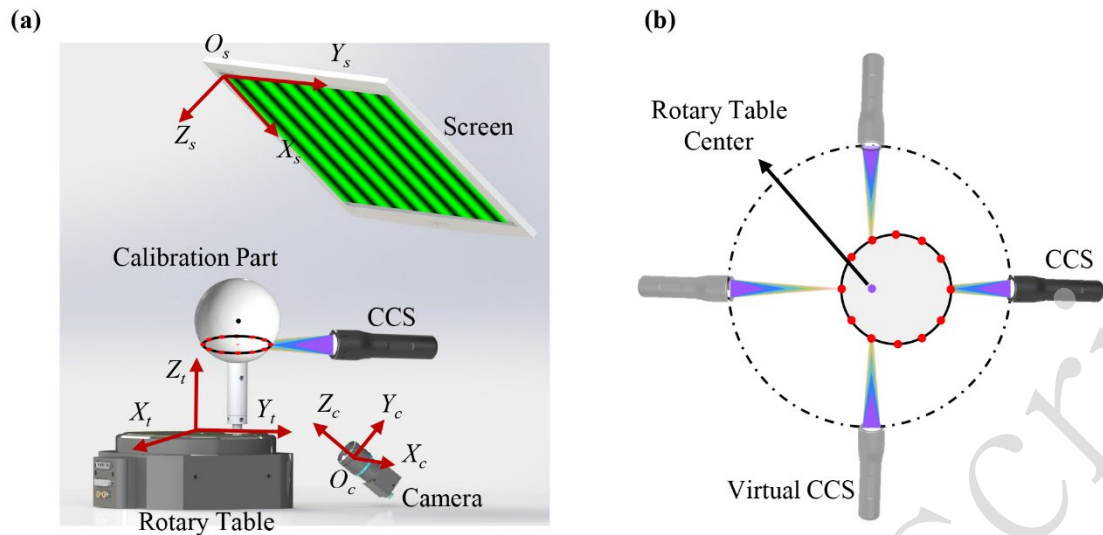 (a)
O_s
Y_s
Z_s
X_s
Screen
Calibration Part
CCS
Z_t
X_t
Y_t
Z_c
Y_c
X_c
O_c
Camera
Rotary Table
(b)
Rotary Table
Center
CCS
Virtual CCS